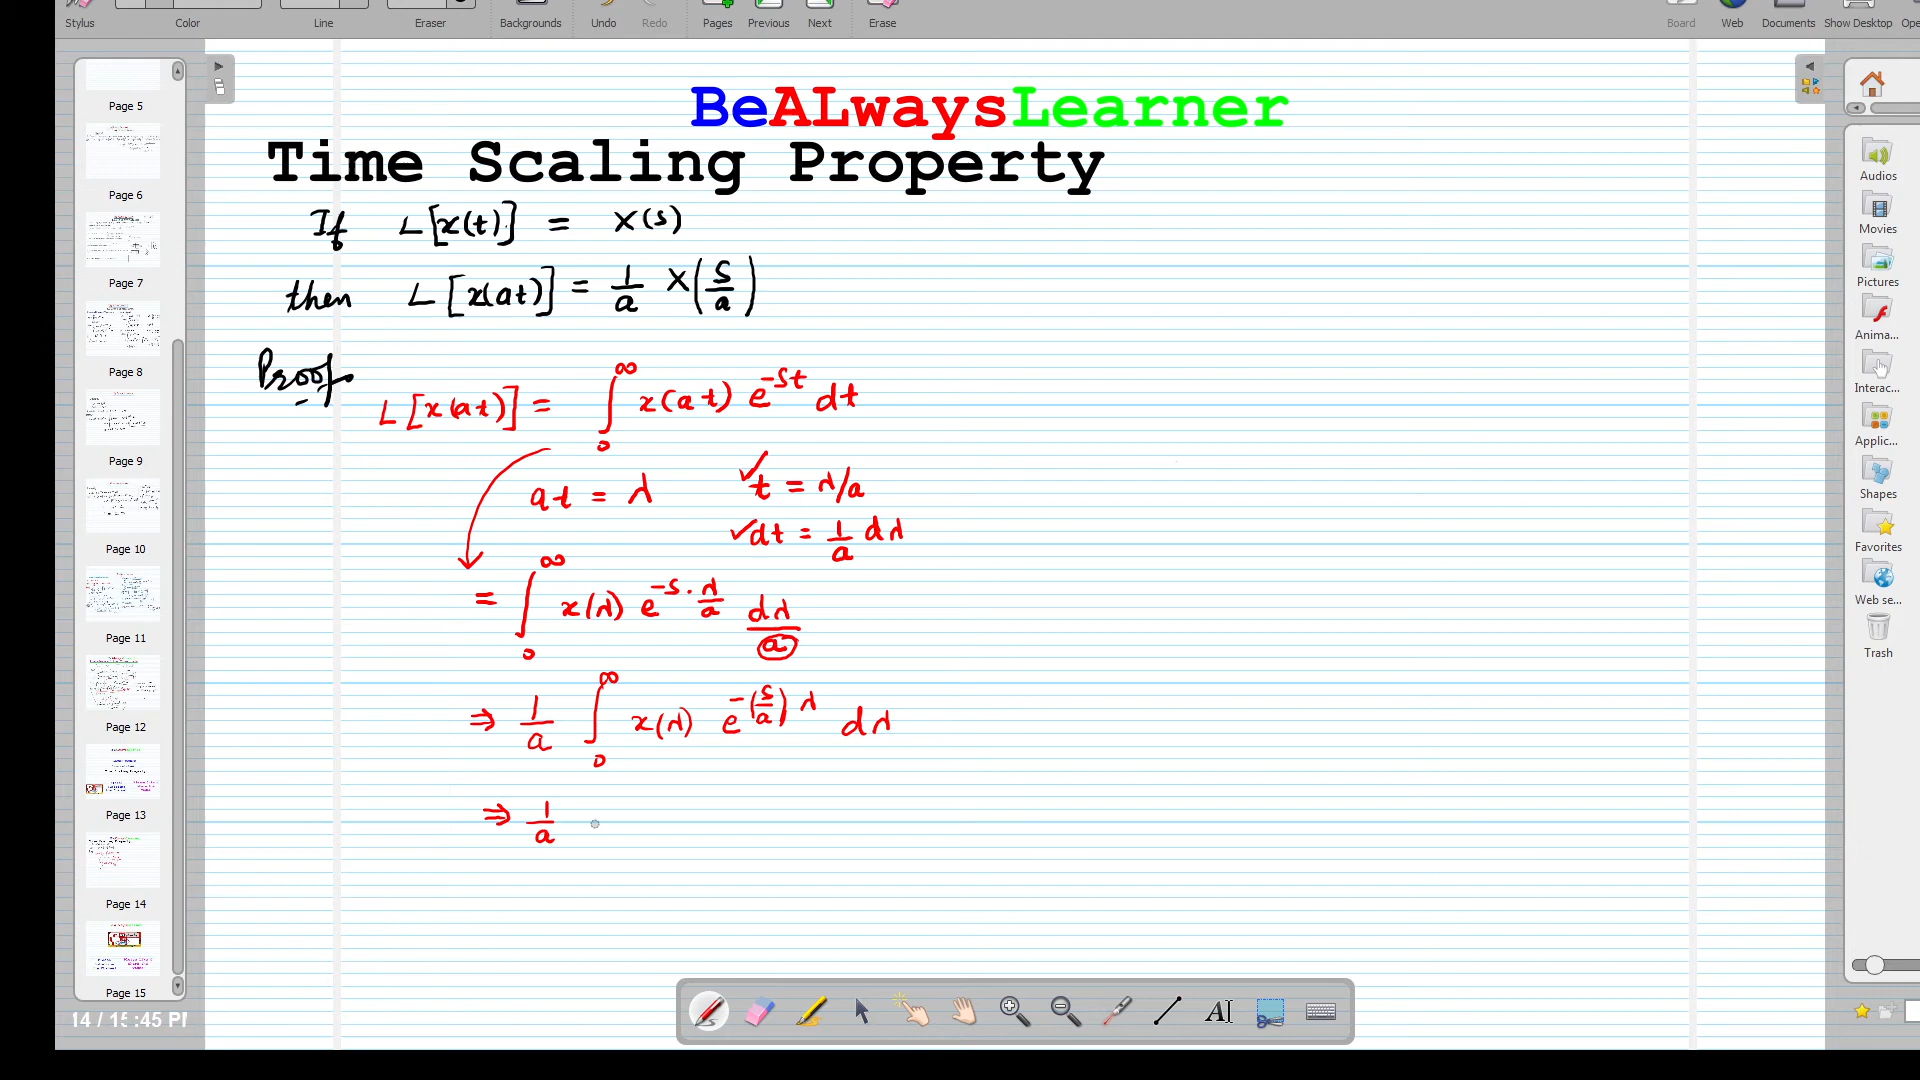 Stylus Color Line Eraser Backgrounds Undo Redo Pages Previous Next Erase Board Web Documents Show Desktop Ope
BeALwaysLearner
Time Scaling Property
If L[x(t)] = X(s)
then L[x(at)] = 1/a X(s/a)
Proof
L[x(at)] = ∫₀^∞ x(at) e^{-st} dt
at = λ ✓t = λ/a
✓dt = 1/a dλ
= ∫₀^∞ x(λ) e^{-s·λ/a} dλ/a
⇒ 1/a ∫₀^∞ x(λ) e^{-(s/a)λ} dλ
⇒ 1/a
Page 5
Page 6
Page 7
Page 8
Page 9
Page 10
Page 11
Page 12
Page 13
Page 14
Page 15
Audios
Movies
Pictures
Anima...
Interac...
Applic...
Shapes
Favorites
Web se...
Trash
AI